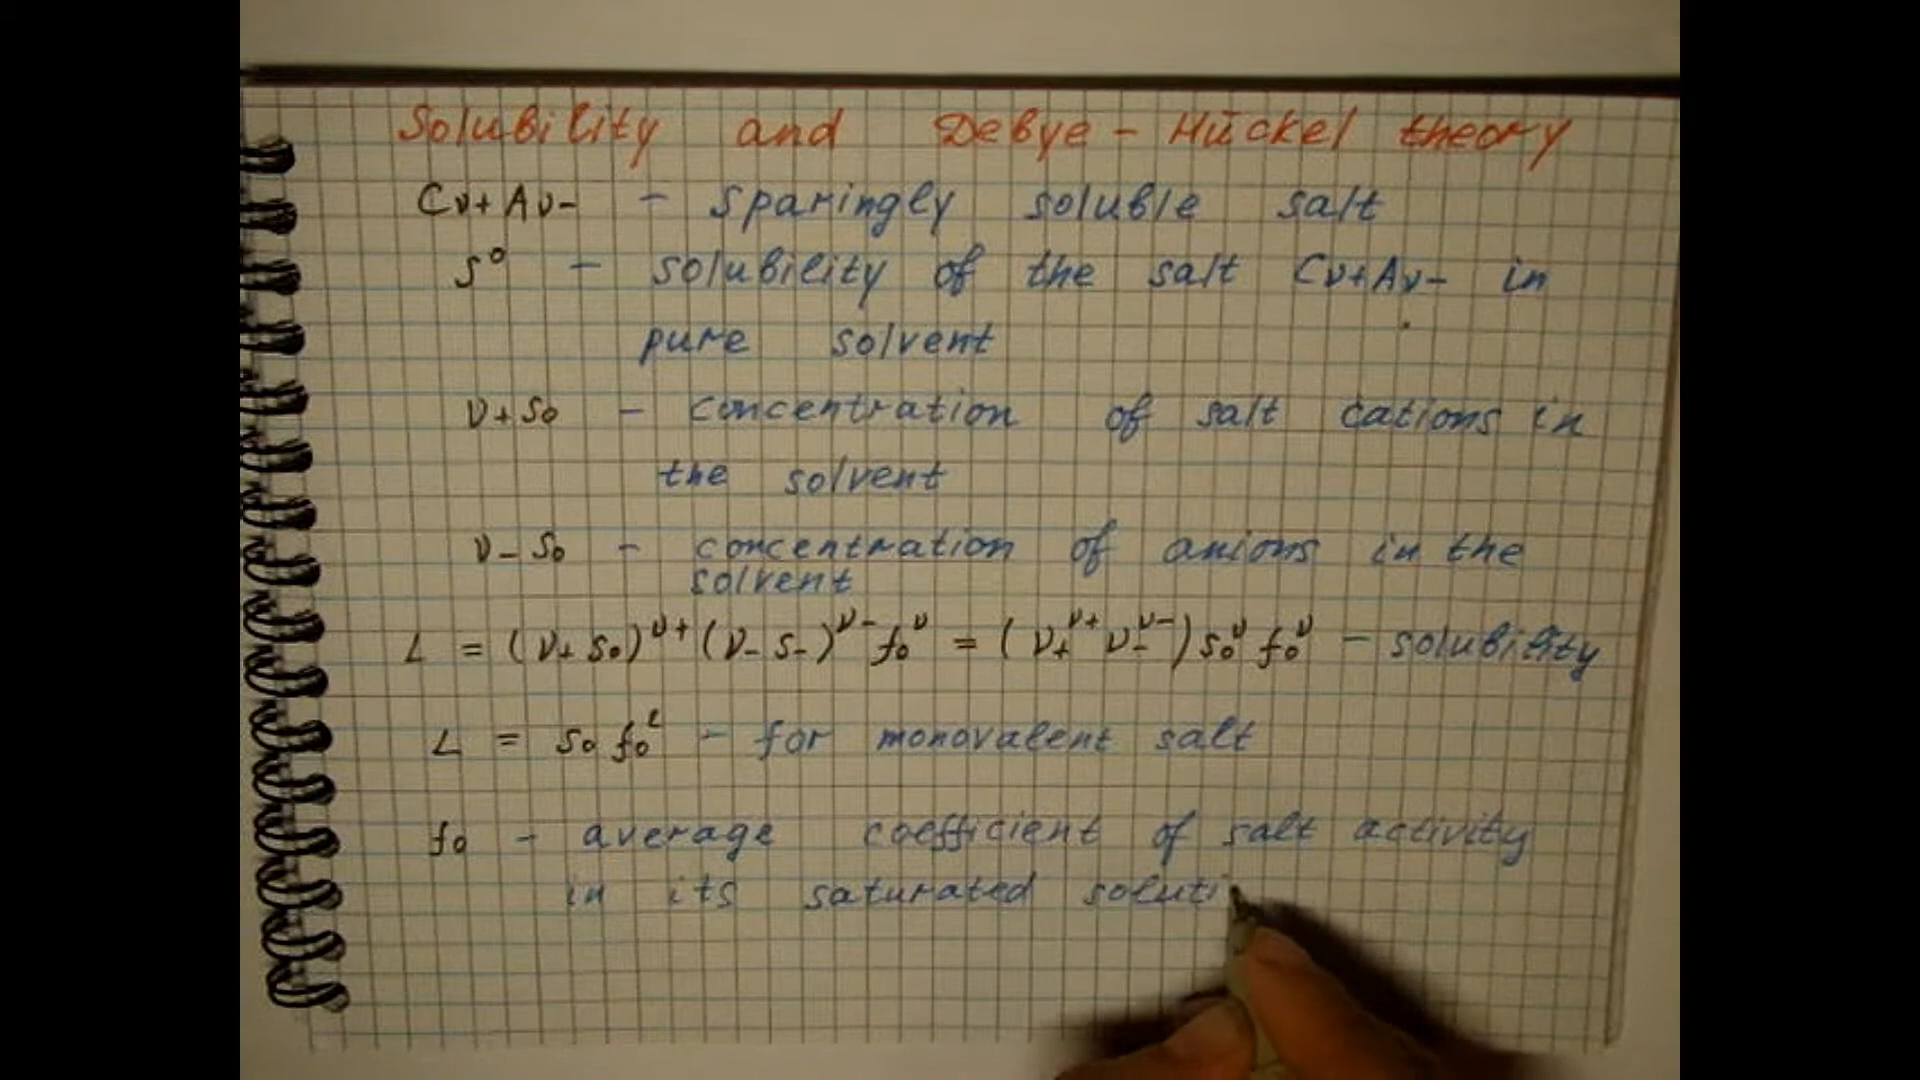 Solubility and Debye - Hückel theory
Cν+Aν- - sparingly soluble salt
S⁰ - solubility of the salt Cν+Aν- in
pure solvent
ν+S₀ - concentration of salt cations in
the solvent
ν-S₀ - concentration of anions in the
solvent
L = (ν₊ S₀)^ν+ (ν₋ S₋)^ν- f₀^ν = (ν₊^ν+ ν₋^ν-) S₀^ν f₀^ν - solubility
L = S₀ f₀² - for monovalent salt
f₀ - average coefficient of salt activity
in its saturated soluti